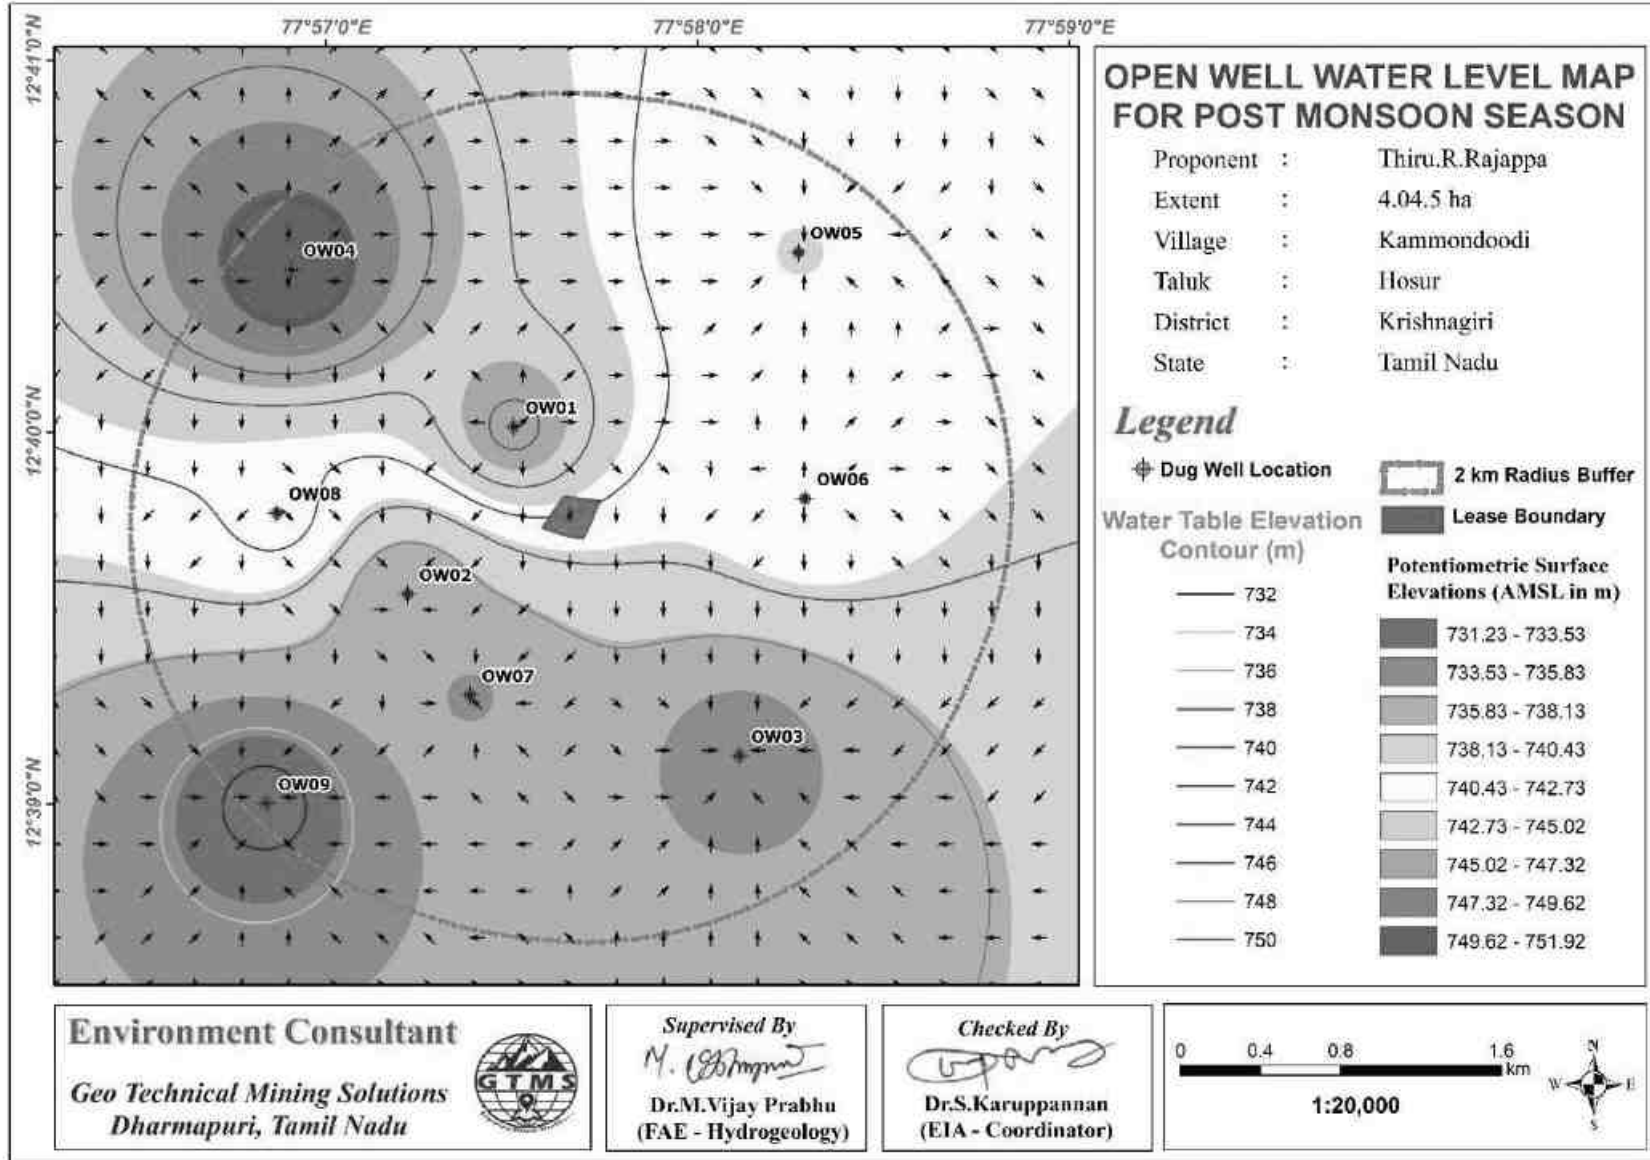 77°57'0"E
77°58'0"E
77°59'0"E
12°41'0"N
12°40'0"N
12°39'0"N
OW04
OW05
OW01
OW08
OW06
OW02
OW07
OW03
OW09
OPEN WELL WATER LEVEL MAP
FOR POST MONSOON SEASON
Proponent : Thiru.R.Rajappa
Extent : 4.04.5 ha
Village : Kammondoodi
Taluk : Hosur
District : Krishnagiri
State : Tamil Nadu
Legend
Dug Well Location
2 km Radius Buffer
Lease Boundary
Water Table Elevation
Contour (m)
732
734
736
738
740
742
744
746
748
750
Potentiometric Surface
Elevations (AMSL in m)
731.23 - 733.53
733.53 - 735.83
735.83 - 738.13
738.13 - 740.43
740.43 - 742.73
742.73 - 745.02
745.02 - 747.32
747.32 - 749.62
749.62 - 751.92
Environment Consultant
Geo Technical Mining Solutions
Dharmapuri, Tamil Nadu
GTMS
Supervised By
Dr.M.Vijay Prabhu
(FAE - Hydrogeology)
Checked By
Dr.S.Karuppannan
(EIA - Coordinator)
0 0.4 0.8 1.6
km
1:20,000
N
W E
S